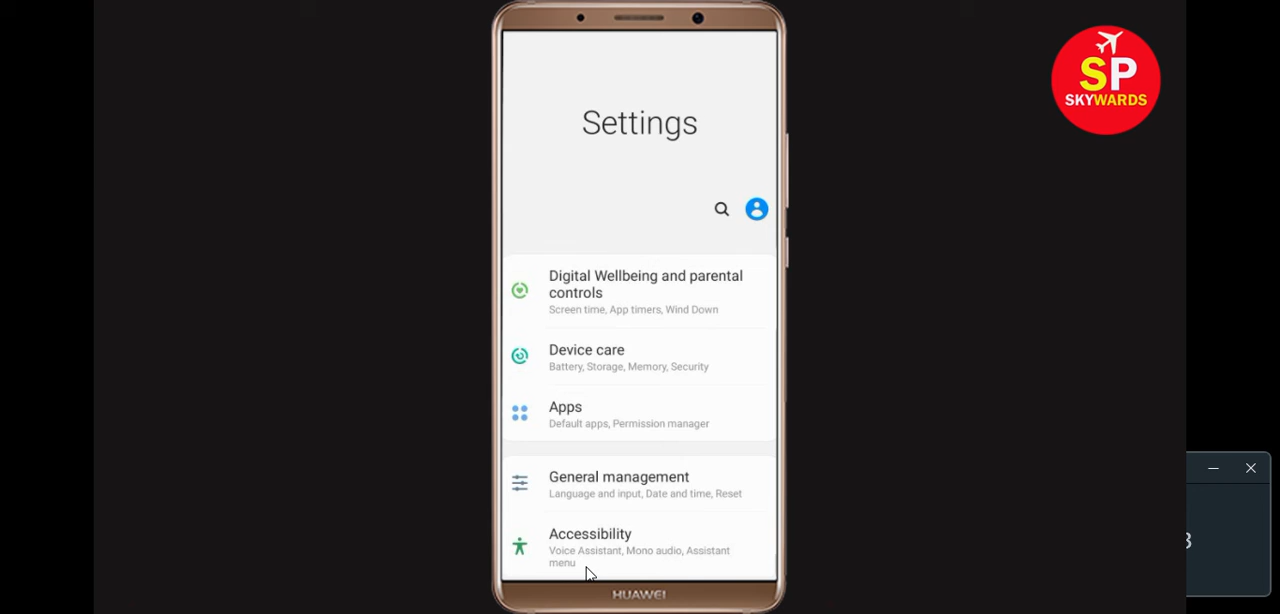 SP
SKYWARDS
Settings
Digital Wellbeing and parental
controls
Screen time, App timers, Wind Down
Device care
Battery, Storage, Memory, Security
Apps
Default apps, Permission manager
General management
Language and input, Date and time, Reset
Accessibility
Voice Assistant, Mono audio, Assistant
menu
HUAWEI